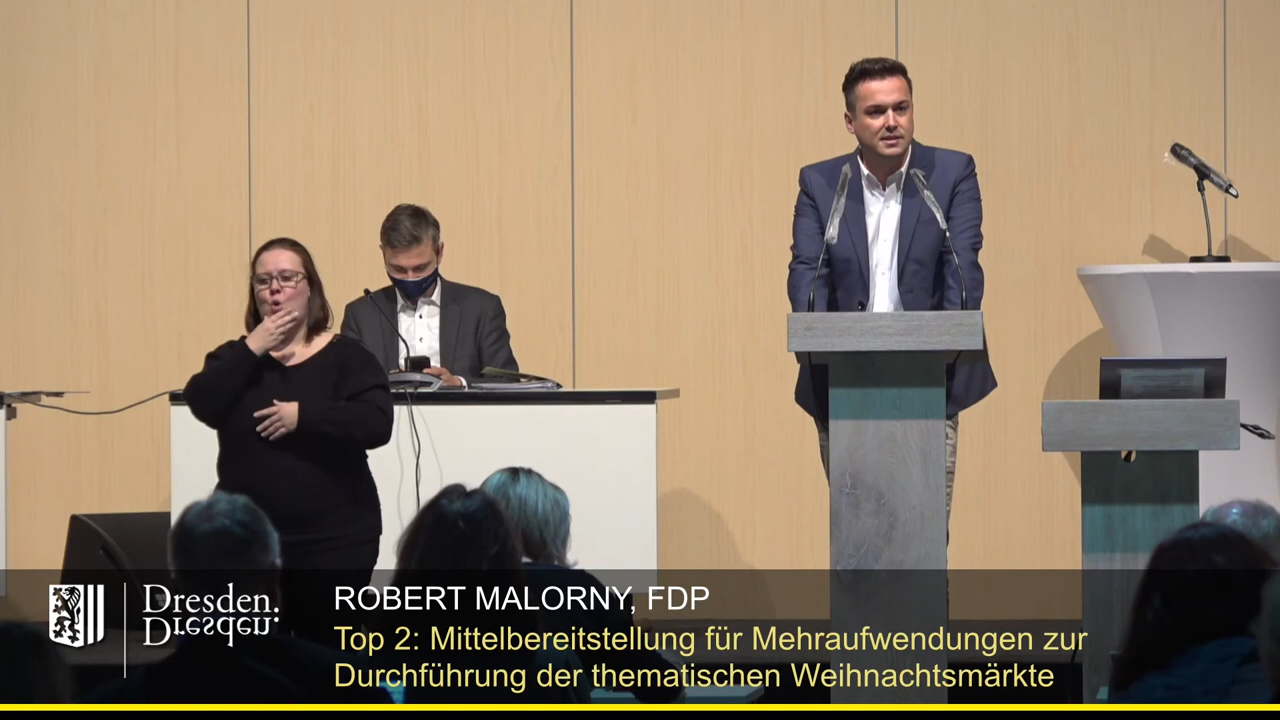 Dresden.
Dresden.
ROBERT MALORNY, FDP
Top 2: Mittelbereitstellung für Mehraufwendungen zur
Durchführung der thematischen Weihnachtsmärkte